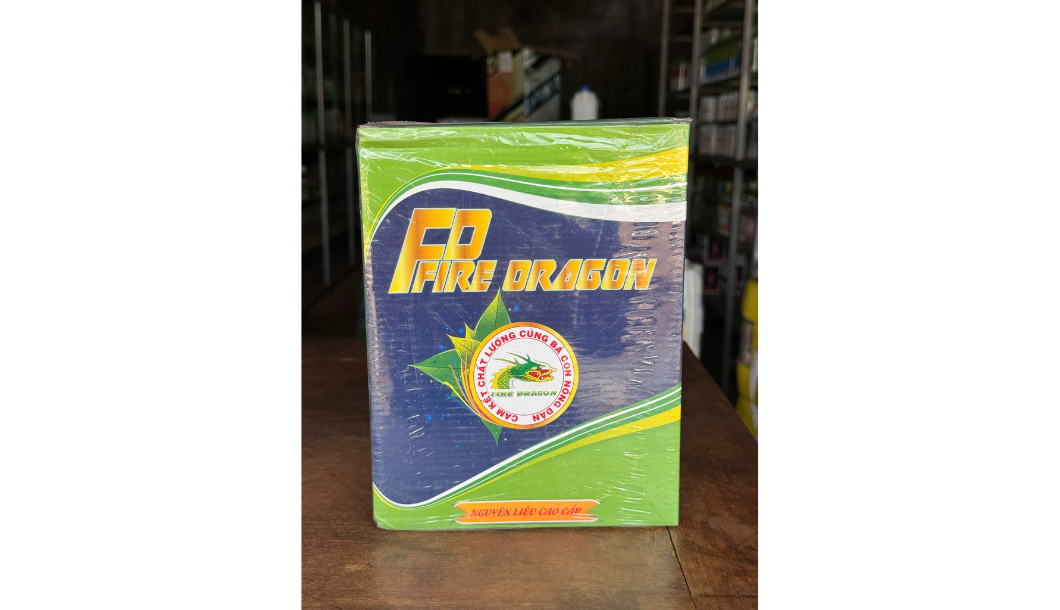 FD
FIRE DRAGON
CAM KẾT CHẤT LƯỢNG CÙNG BÀ CON NÔNG DÂN
FIRE DRAGON
NGUYÊN LIỆU CAO CẤP